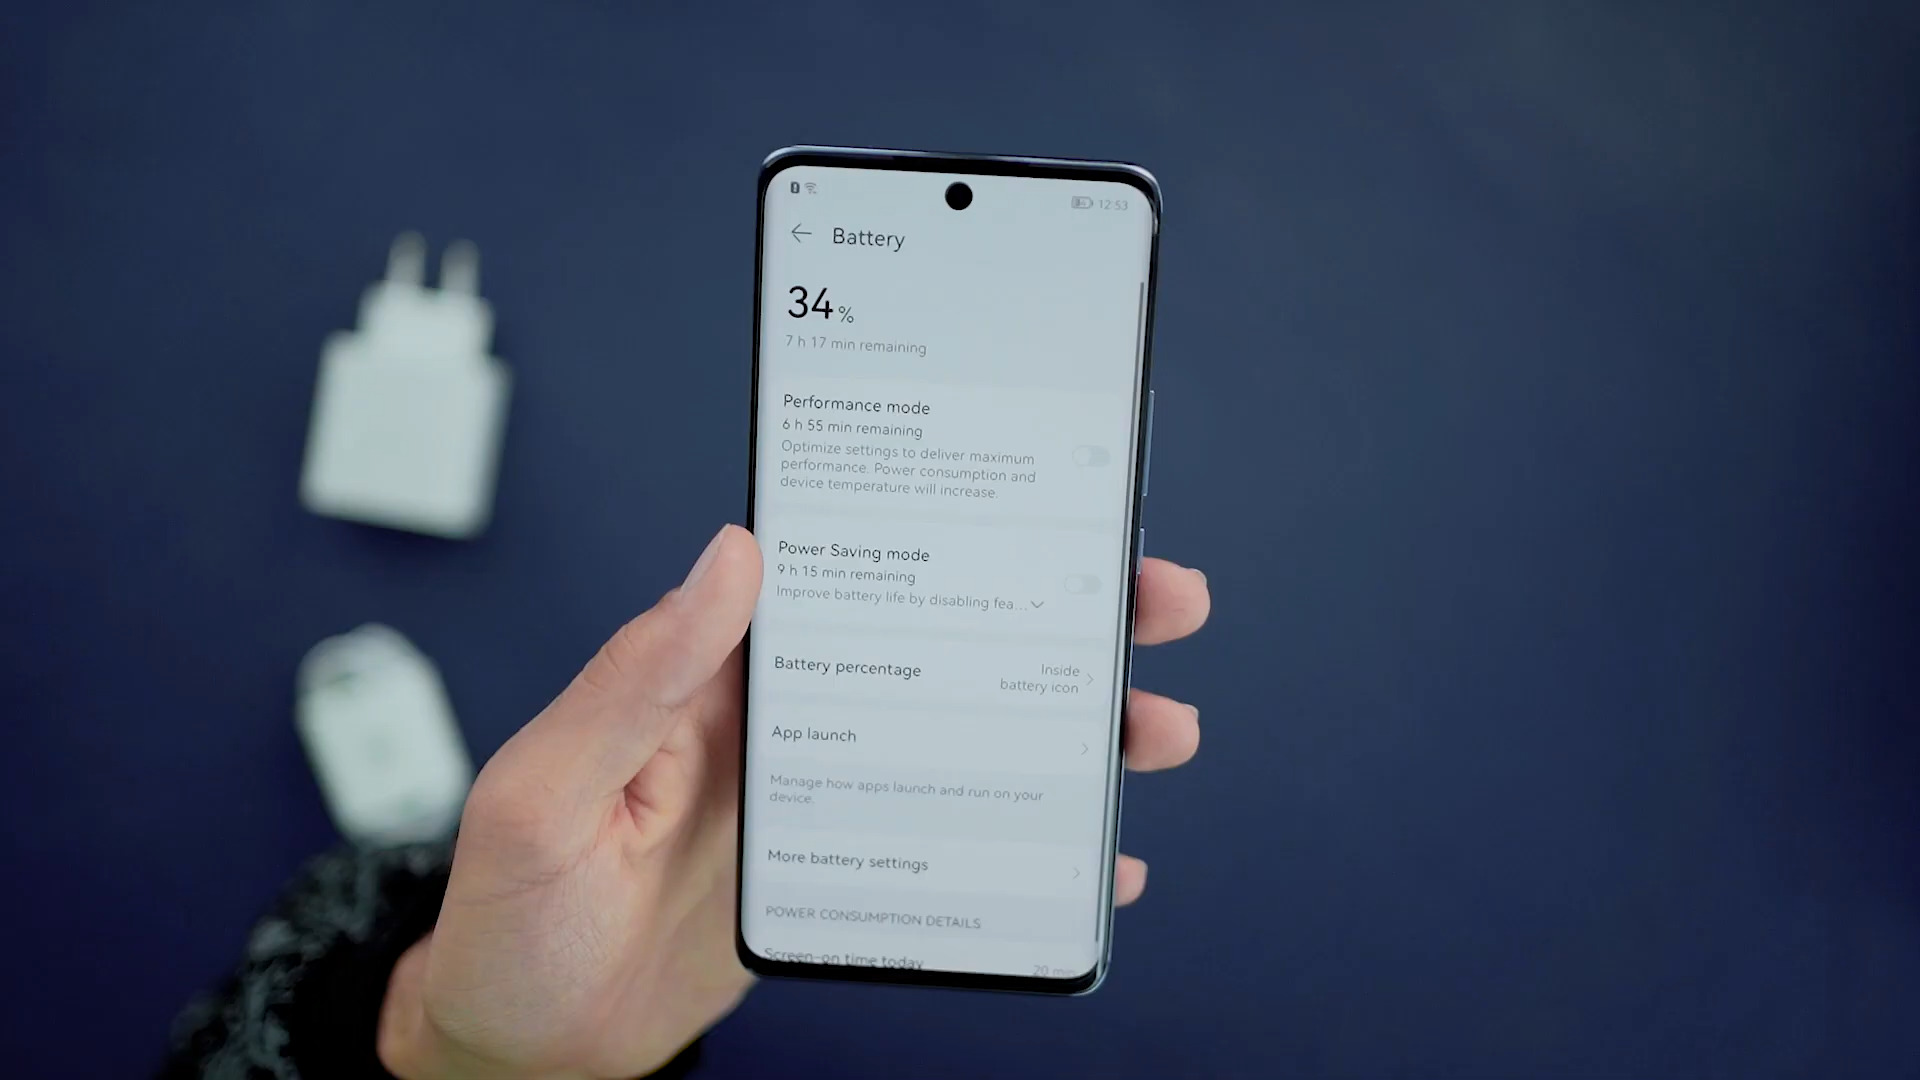 12:53
Battery
34%
7 h 17 min remaining
Performance mode
6 h 55 min remaining
Optimize settings to deliver maximum
performance. Power consumption and
device temperature will increase.
Power Saving mode
9 h 15 min remaining
Improve battery life by disabling fea...
Battery percentage
Inside
battery icon
App launch
Manage how apps launch and run on your
device.
More battery settings
POWER CONSUMPTION DETAILS
Screen-on time today
20 min